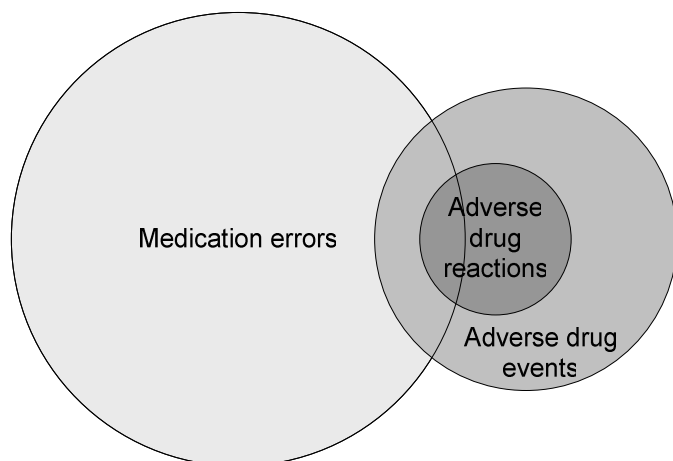 Medication errors
Adverse
drug
reactions
Adverse drug
events